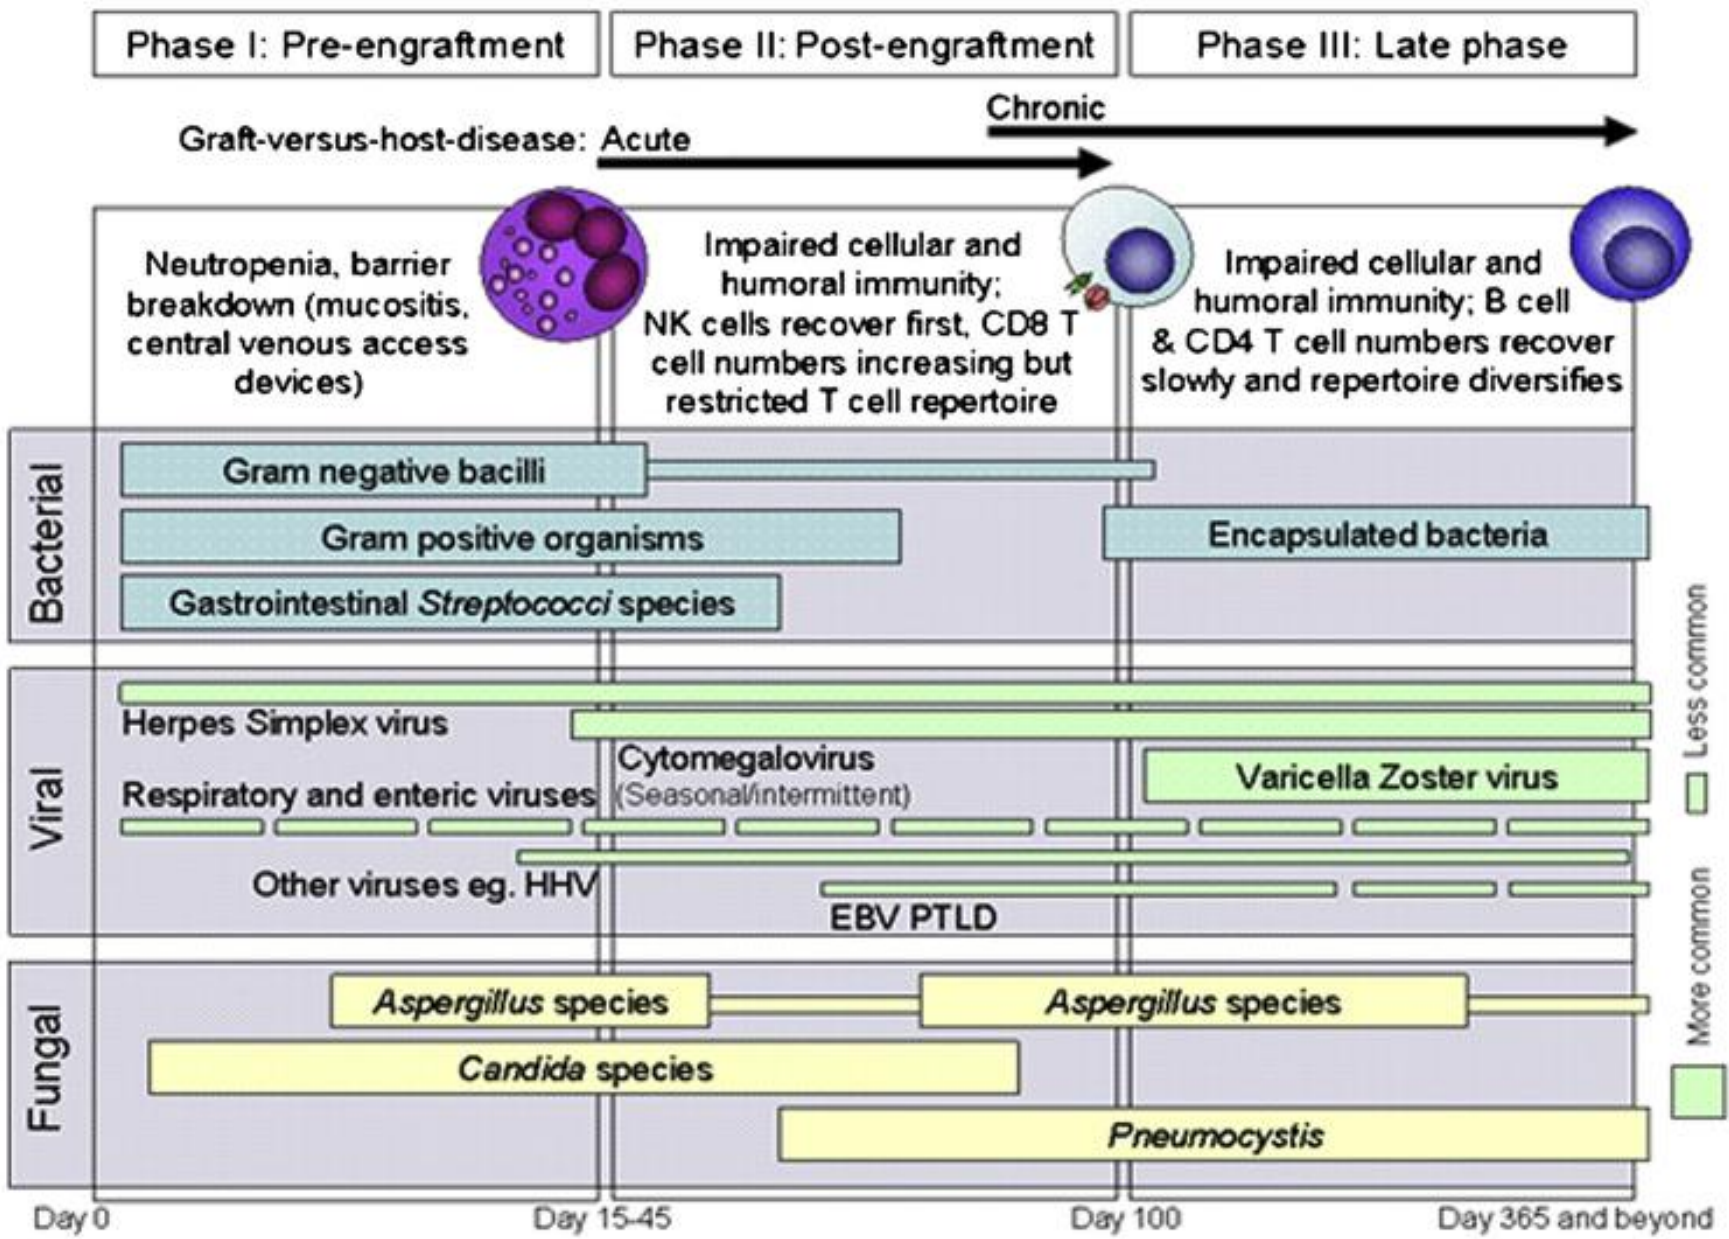 Phase I: Pre-engraftment
Phase II: Post-engraftment
Phase III: Late phase
Chronic
Graft-versus-host-disease: Acute
Neutropenia, barrier
breakdown (mucositis,
central venous access
devices)
Impaired cellular and
humoral immunity;
NK cells recover first, CD8 T
cell numbers increasing but
restricted T cell repertoire
Impaired cellular and
humoral immunity; B cell
& CD4 T cell numbers recover
slowly and repertoire diversifies
Bacterial
Gram negative bacilli
Gram positive organisms
Encapsulated bacteria
Gastrointestinal Streptococci species
Viral
Herpes Simplex virus
Cytomegalovirus
Varicella Zoster virus
Respiratory and enteric viruses
(Seasonal/intermittent)
Other viruses eg. HHV
EBV PTLD
Fungal
Aspergillus species
Aspergillus species
Candida species
Pneumocystis
Less common
More common
Day 0
Day 15-45
Day 100
Day 365 and beyond